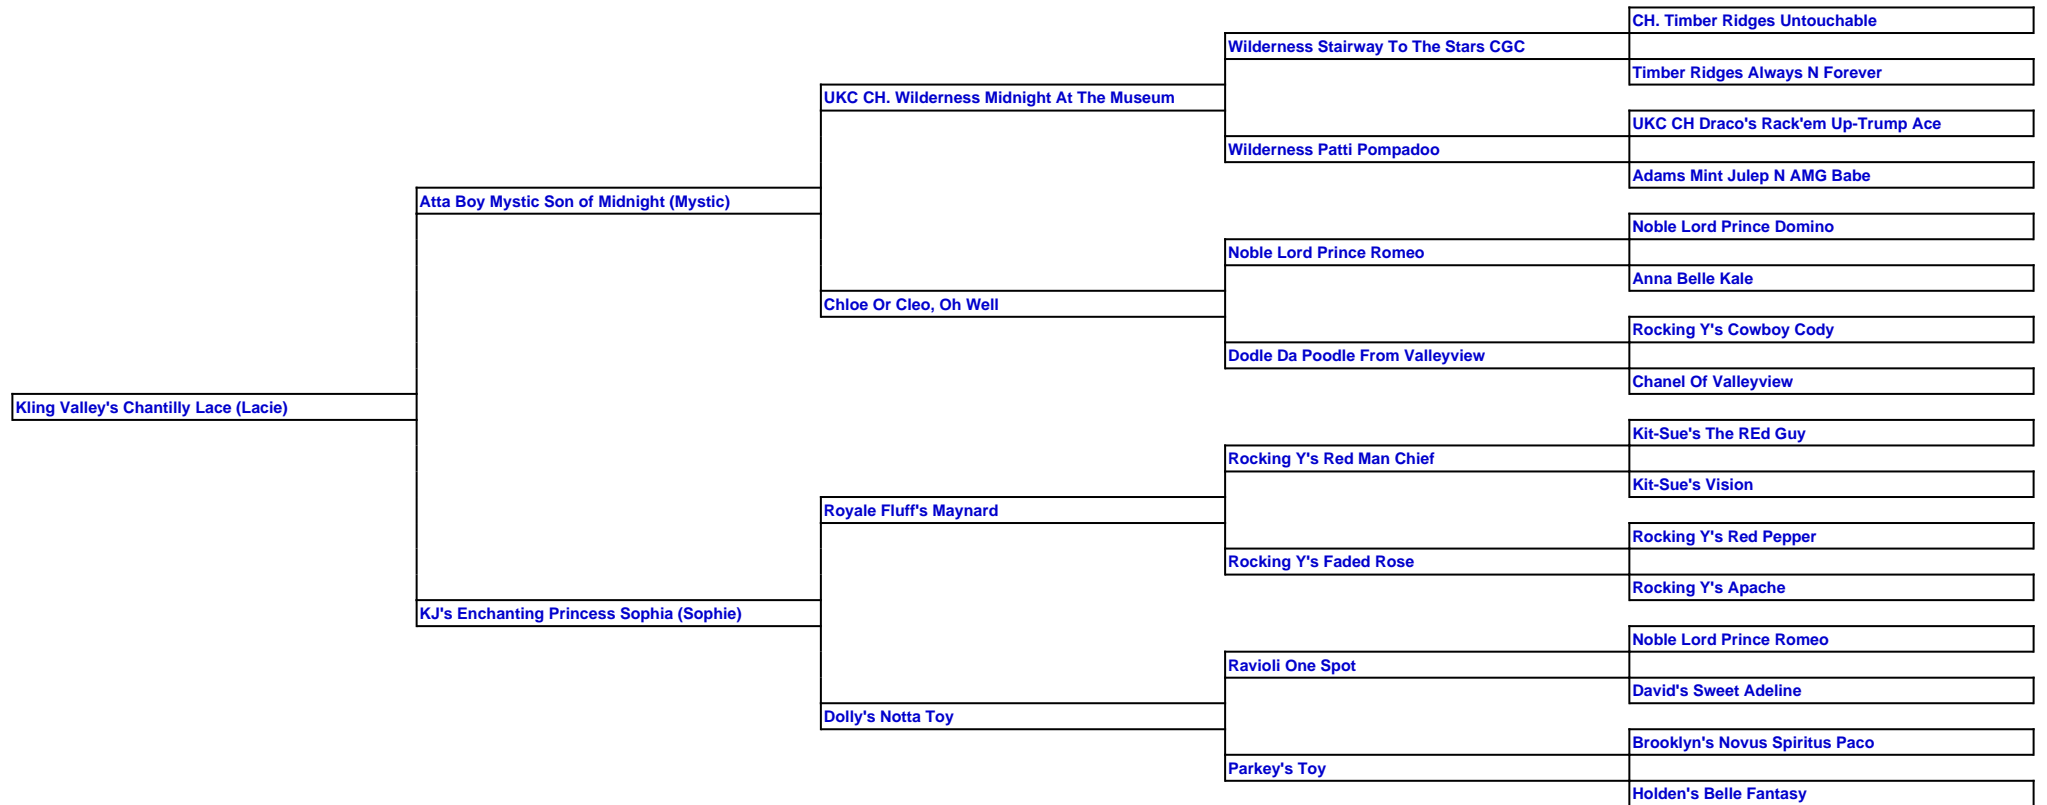 CH. Timber Ridges Untouchable
Wilderness Stairway To The Stars CGC
Timber Ridges Always N Forever
UKC CH. Wilderness Midnight At The Museum
UKC CH Draco's Rack'em Up-Trump Ace
Wilderness Patti Pompadoo
Adams Mint Julep N AMG Babe
Atta Boy Mystic Son of Midnight (Mystic)
Noble Lord Prince Domino
Noble Lord Prince Romeo
Anna Belle Kale
Chloe Or Cleo, Oh Well
Rocking Y's Cowboy Cody
Dodle Da Poodle From Valleyview
Chanel Of Valleyview
Kling Valley's Chantilly Lace (Lacie)
Kit-Sue's The REd Guy
Rocking Y's Red Man Chief
Kit-Sue's Vision
Royale Fluff's Maynard
Rocking Y's Red Pepper
Rocking Y's Faded Rose
Rocking Y's Apache
KJ's Enchanting Princess Sophia (Sophie)
Noble Lord Prince Romeo
Ravioli One Spot
David's Sweet Adeline
Dolly's Notta Toy
Brooklyn's Novus Spiritus Paco
Parkey's Toy
Holden's Belle Fantasy